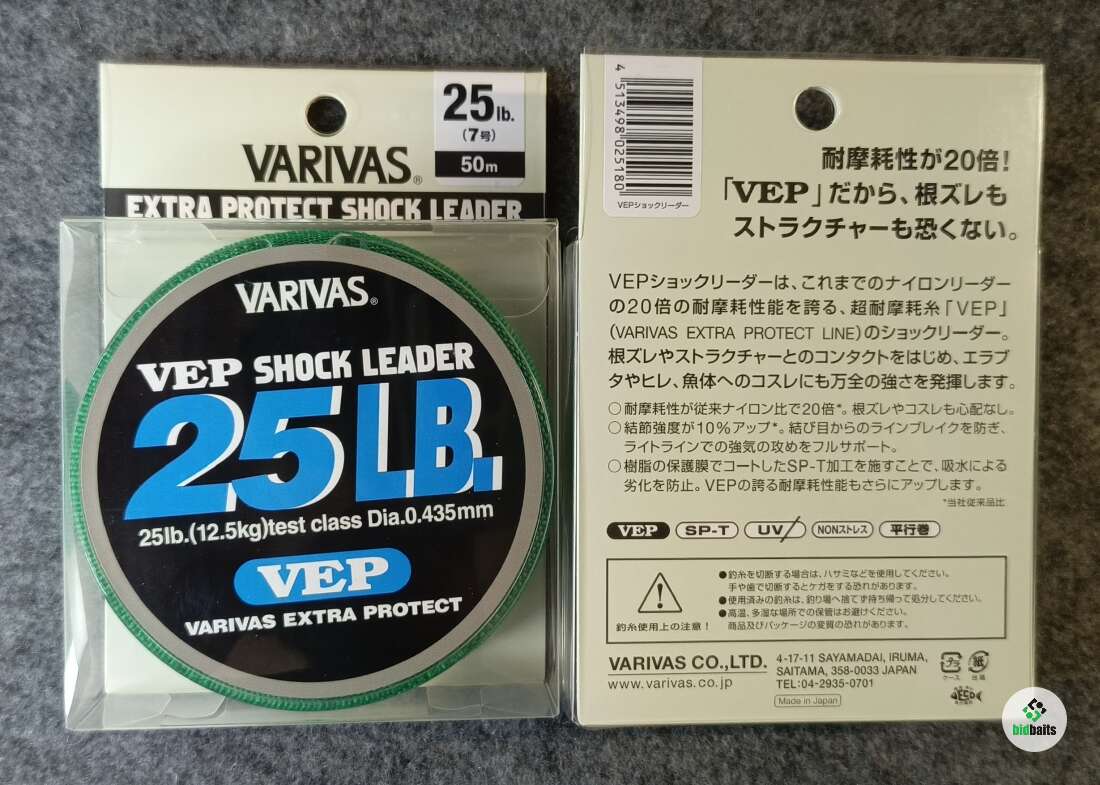 25lb.
(7号)
50m
VARIVAS®
EXTRA PROTECT SHOCK LEADER
VARIVAS®
VEP SHOCK LEADER
25LB.
25lb.(12.5kg)test class Dia.0.435mm
VEP
VARIVAS EXTRA PROTECT
4 513498 025180
VEPショックリーダー
耐摩耗性が20倍!
「VEP」だから、根ズレも
ストラクチャーも恐くない。
VEPショックリーダーは、これまでのナイロンリーダー
の20倍の耐摩耗性能を誇る、超耐摩耗糸「VEP」
(VARIVAS EXTRA PROTECT LINE)のショックリーダー。
根ズレやストラクチャーとのコンタクトをはじめ、エラブ
タやヒレ、魚体へのコスレにも万全の強さを発揮します。
○耐摩耗性が従来ナイロン比で20倍*。根ズレやコスレも心配なし。
○結節強度が10%アップ*。結び目からのラインブレイクを防ぎ、
ライトラインでの強気の攻めをフルサポート。
○樹脂の保護膜でコートしたSP-T加工を施すことで、吸水による
劣化を防止。VEPの誇る耐摩耗性能もさらにアップします。
*当社従来品比
VEP SP-T UV NONストレス 平行巻
●釣糸を切断する場合は、ハサミなどを使用してください。
手や歯で切断するとケガをする恐れがあります。
●使用済みの釣糸は、釣り場へ捨てず持ち帰って処分してください。
●高温、多湿な場所での保管はお避けください。
商品及びパッケージの変質の恐れがあります。
釣糸使用上の注意!
VARIVAS CO.,LTD.
www.varivas.co.jp
4-17-11 SAYAMADAI, IRUMA,
SAITAMA, 358-0033 JAPAN
TEL:04-2935-0701
Made in Japan
プラ
ケース
紙
台紙
ECO
bidbaits